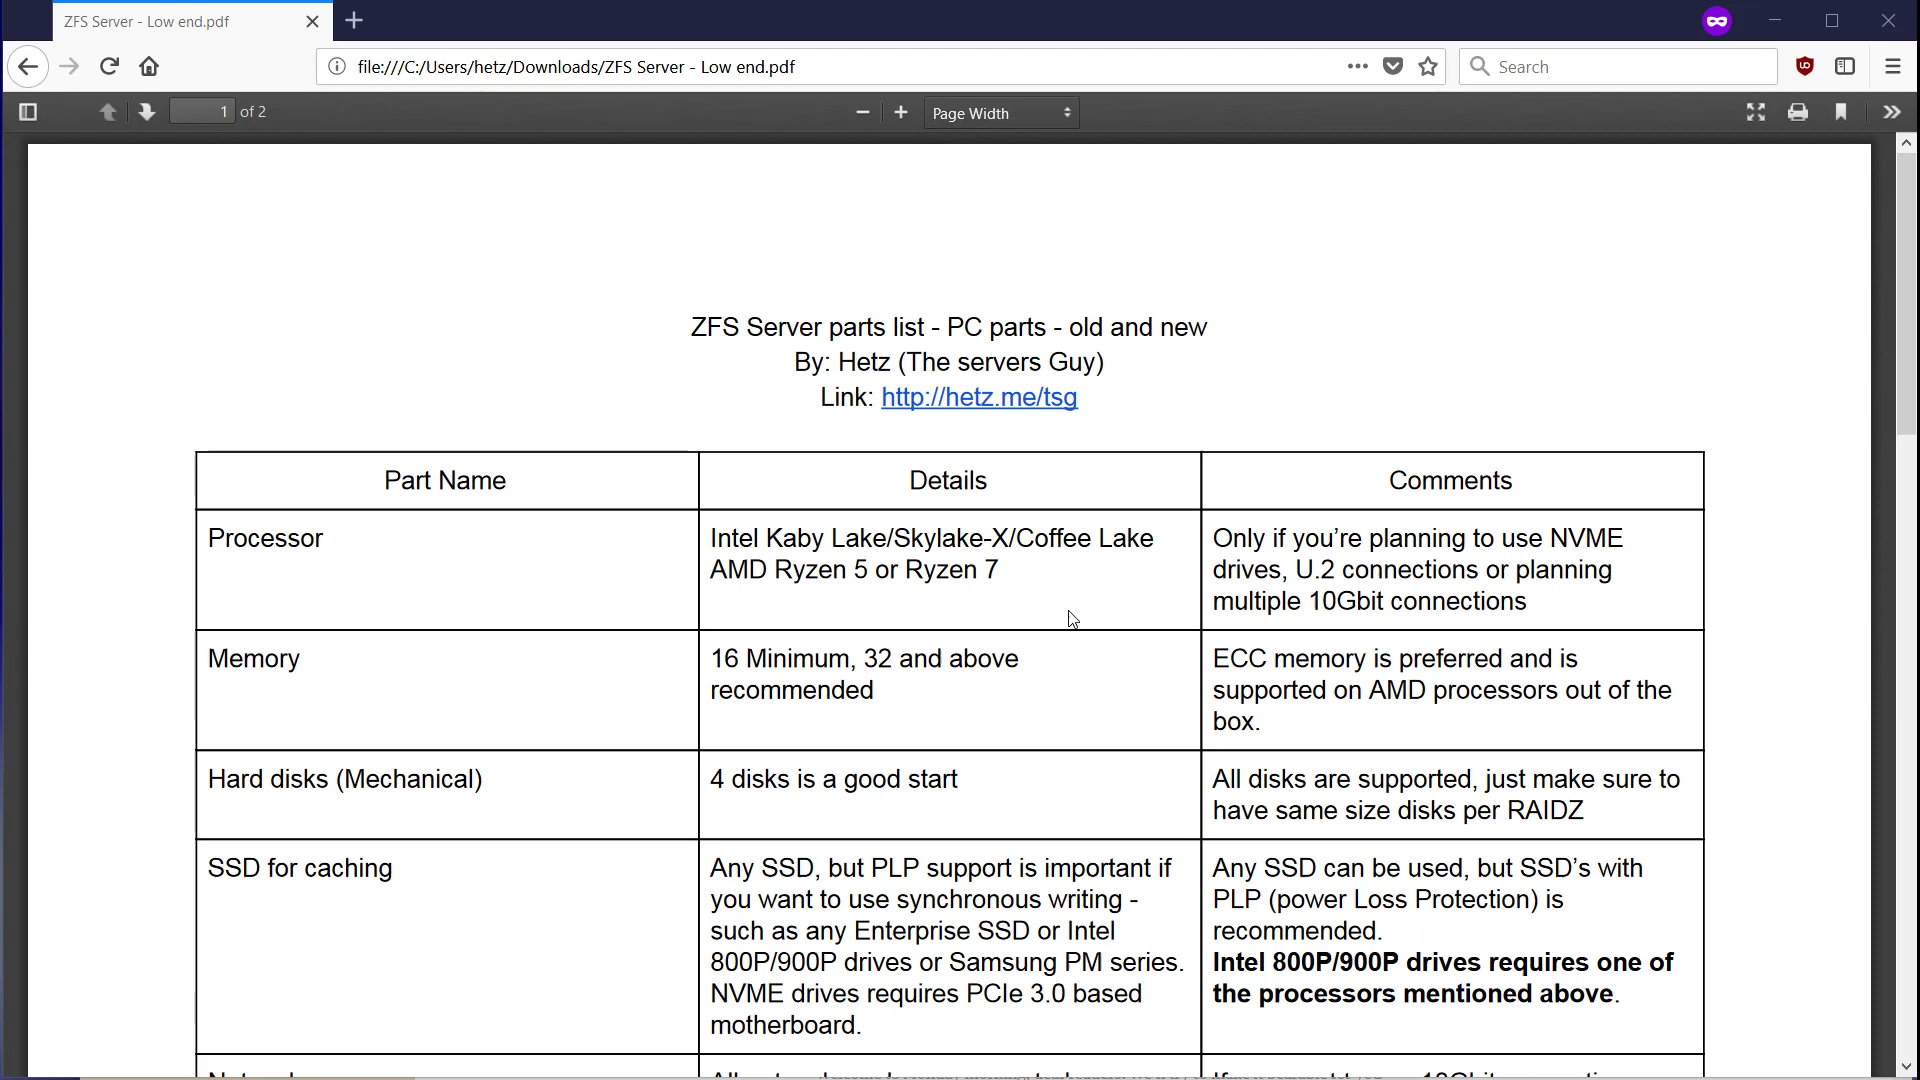 ZFS Server - Low end.pdf
file:///C:/Users/hetz/Downloads/ZFS Server - Low end.pdf
Search
1 of 2
Page Width
ZFS Server parts list - PC parts - old and new
By: Hetz (The servers Guy)
Link: http://hetz.me/tsg
Part Name
Details
Comments
Processor
Intel Kaby Lake/Skylake-X/Coffee Lake
AMD Ryzen 5 or Ryzen 7
Only if you’re planning to use NVME
drives, U.2 connections or planning
multiple 10Gbit connections
Memory
16 Minimum, 32 and above
recommended
ECC memory is preferred and is
supported on AMD processors out of the
box.
Hard disks (Mechanical)
4 disks is a good start
All disks are supported, just make sure to
have same size disks per RAIDZ
SSD for caching
Any SSD, but PLP support is important if
you want to use synchronous writing -
such as any Enterprise SSD or Intel
800P/900P drives or Samsung PM series.
NVME drives requires PCIe 3.0 based
motherboard.
Any SSD can be used, but SSD’s with
PLP (power Loss Protection) is
recommended.
Intel 800P/900P drives requires one of
the processors mentioned above.